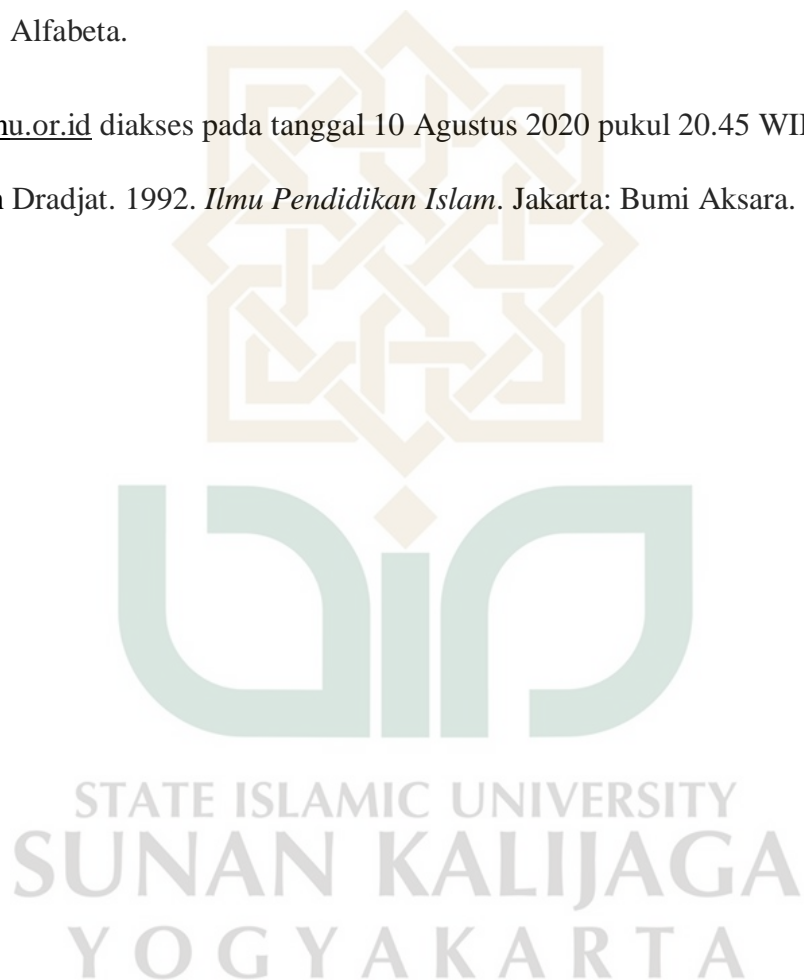 Alfabeta.
nu.or.id diakses pada tanggal 10 Agustus 2020 pukul 20.45
Dradjat. 1992. Ilmu Pendidikan Islam. Jakarta: Bumi Aksara.
STATE ISLAMIC UNIVERSITY
SUNAN KALIJAGA
YOGYAKARTA